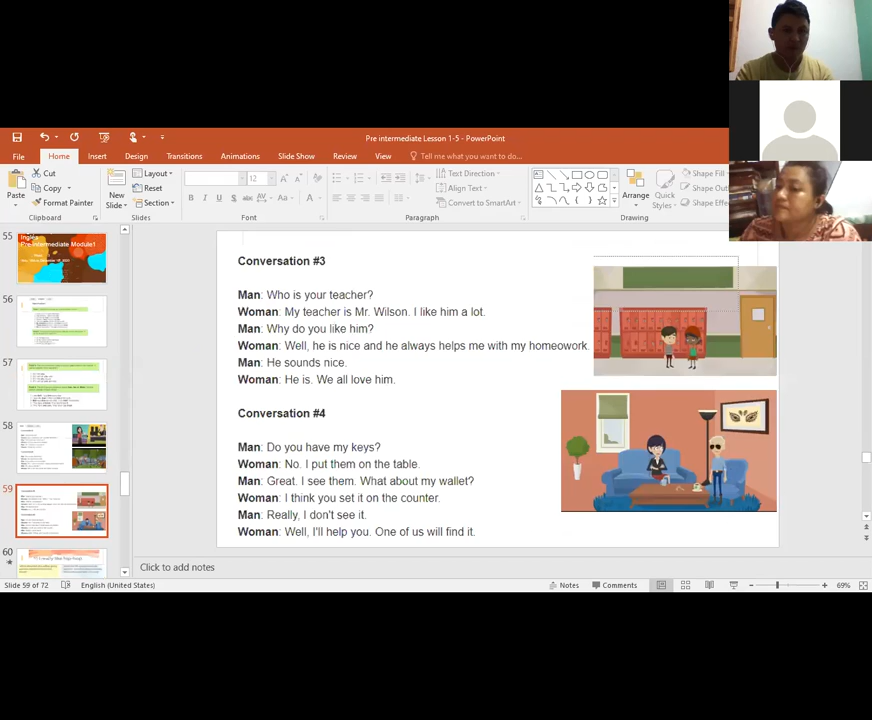 Pre intermediate Lesson 1-5 - PowerPoint
File Home Insert Design Transitions Animations Slide Show Review View Tell me what you want to do...
Paste
Cut
Copy
Format Painter
New Slide
Layout
Reset
Section
12
Text Direction
Align Text
Convert to SmartArt
Arrange
Quick Styles
Shape Fill
Shape Out
Shape Effe
Clipboard Slides Font Paragraph Drawing
55
Inglés
Pre Intermediate Module1
56
57
58
59
60
Conversation #3
Man: Who is your teacher?
Woman: My teacher is Mr. Wilson. I like him a lot.
Man: Why do you like him?
Woman: Well, he is nice and he always helps me with my homeowork.
Man: He sounds nice.
Woman: He is. We all love him.
Conversation #4
Man: Do you have my keys?
Woman: No. I put them on the table.
Man: Great. I see them. What about my wallet?
Woman: I think you set it on the counter.
Man: Really, I don't see it.
Woman: Well, I'll help you. One of us will find it.
Click to add notes
Slide 59 of 72 English (United States) Notes Comments 69%